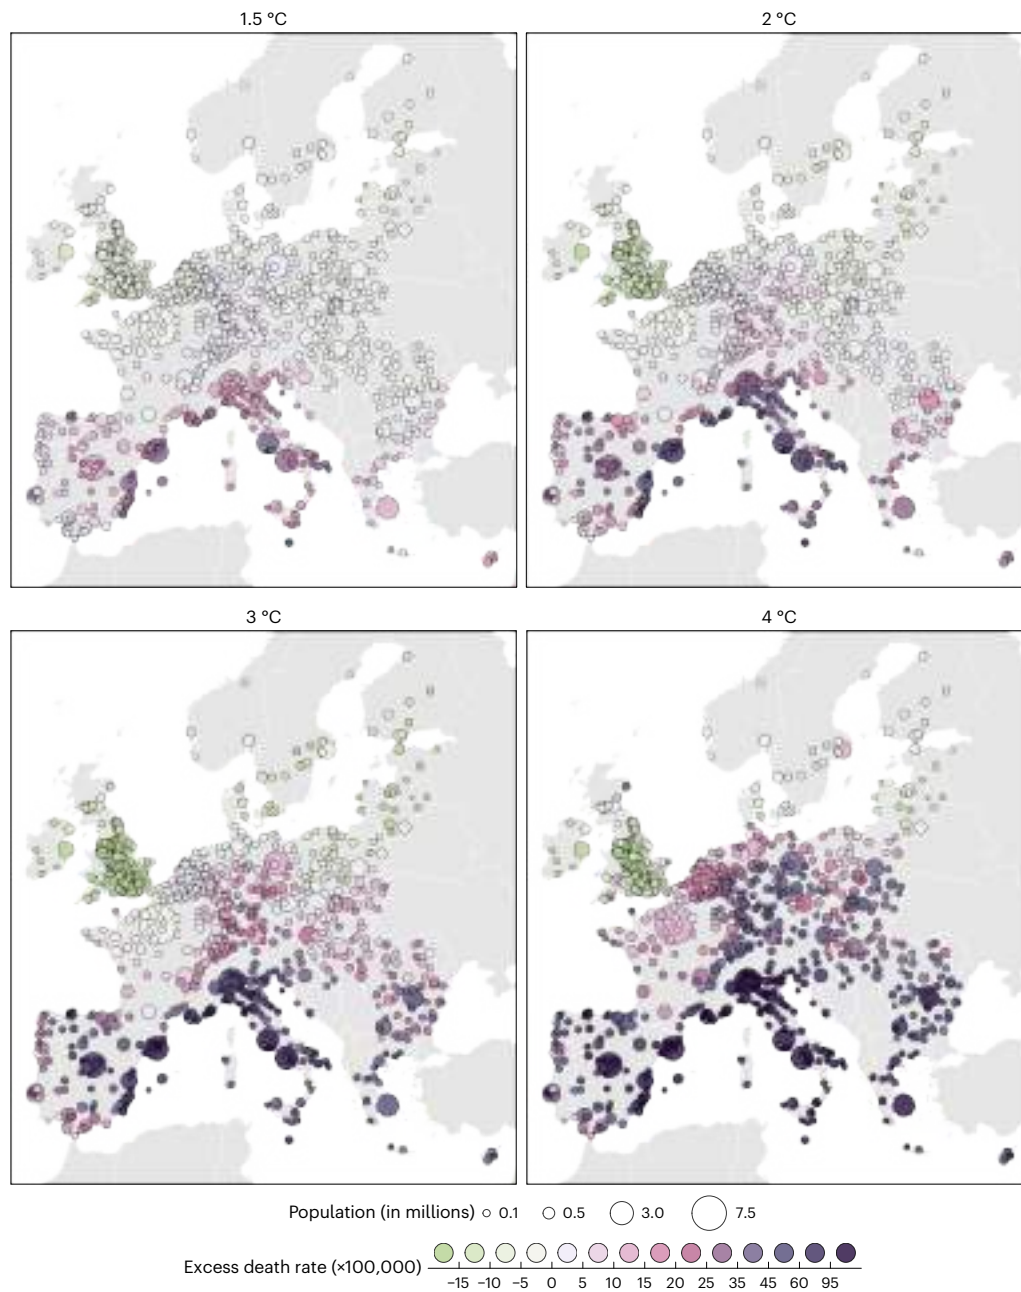 1.5 °C
2 °C
3 °C
4 °C
Population (in millions) 0.1 0.5 3.0 7.5
Excess death rate (×100,000)
−15 −10 −5 0 5 10 15 20 25 35 45 60 95